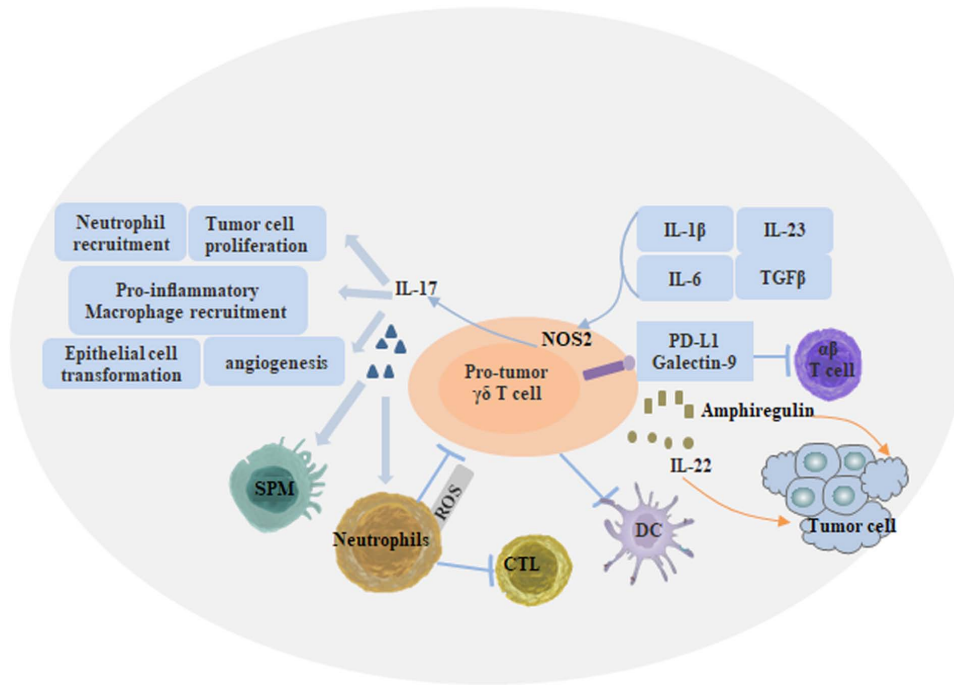 Neutrophil
recruitment
Tumor cell
proliferation
Pro-inflammatory
Macrophage recruitment
Epithelial cell
transformation
angiogenesis
IL-17
IL-1β
IL-23
IL-6
TGFβ
NOS2
Pro-tumor
γδ T cell
PD-L1
Galectin-9
αβ
T cell
Amphiregulin
IL-22
SPM
Neutrophils
ROS
CTL
DC
Tumor cell